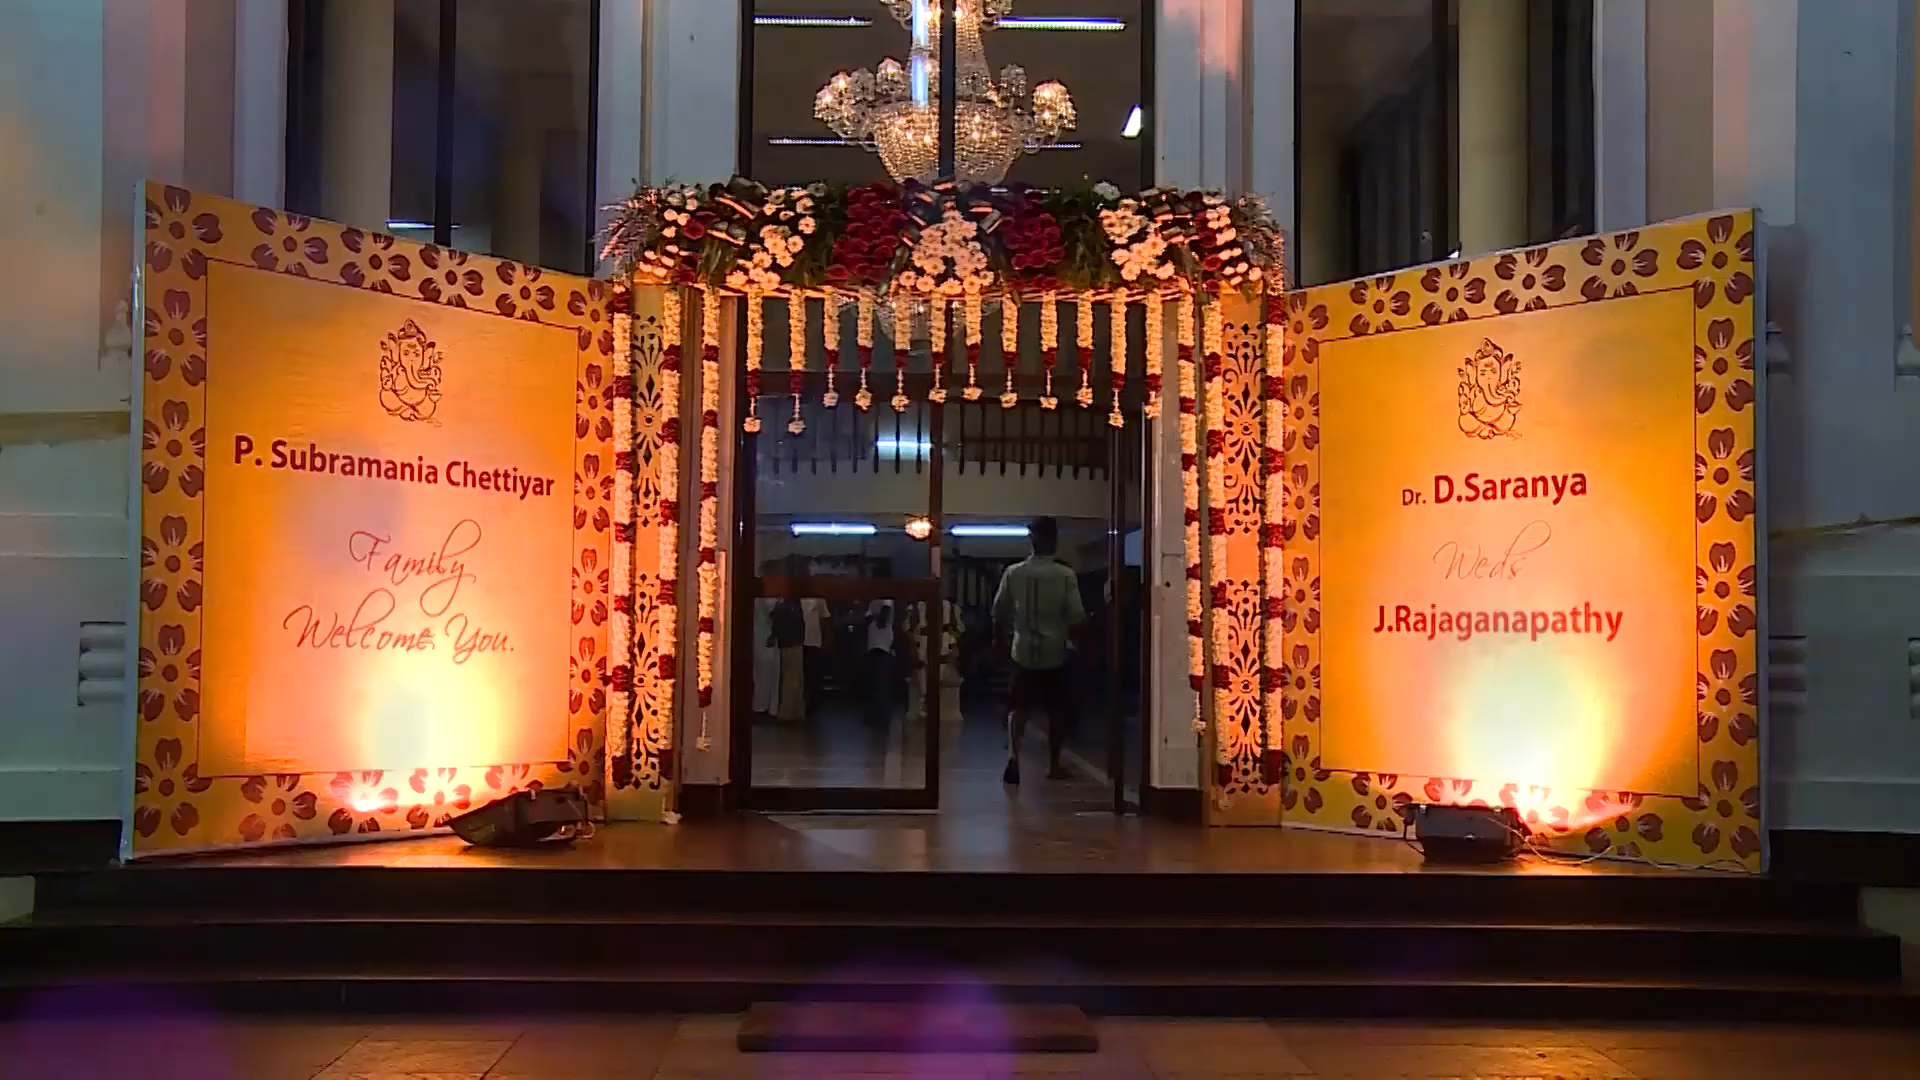 P. Subramania Chettiyar
Family
Welcome You.
Dr. D.Saranya
Weds
J.Rajaganapathy